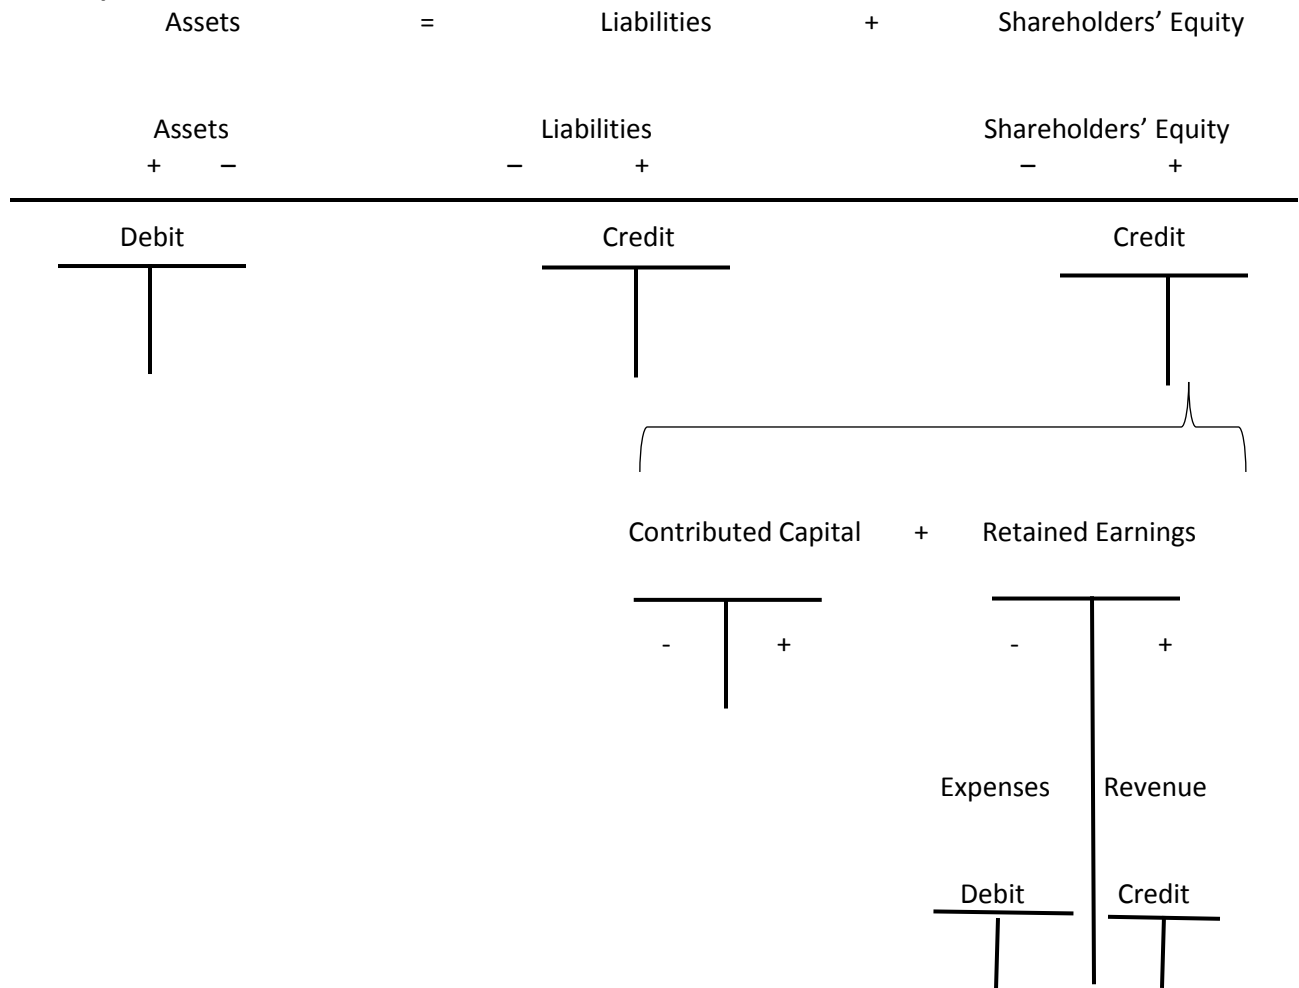 Assets = Liabilities + Shareholders’ Equity
Assets Liabilities Shareholders’ Equity
+ – – + – +
Debit Credit Credit
Contributed Capital + Retained Earnings
- + - +
Expenses Revenue
Debit Credit